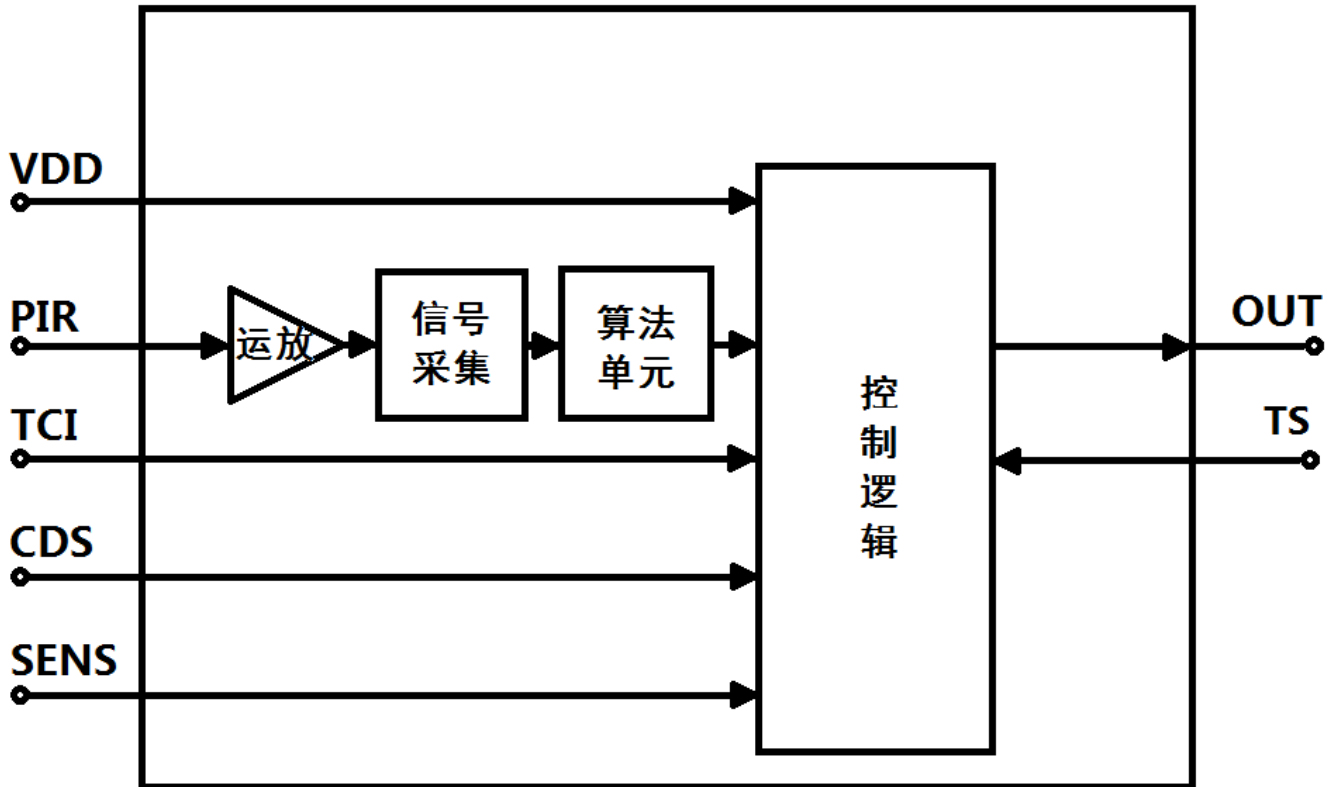 VDD
PIR
运放
信号
采集
算法
单元
OUT
TCI
控
制
逻
辑
TS
CDS
SENS